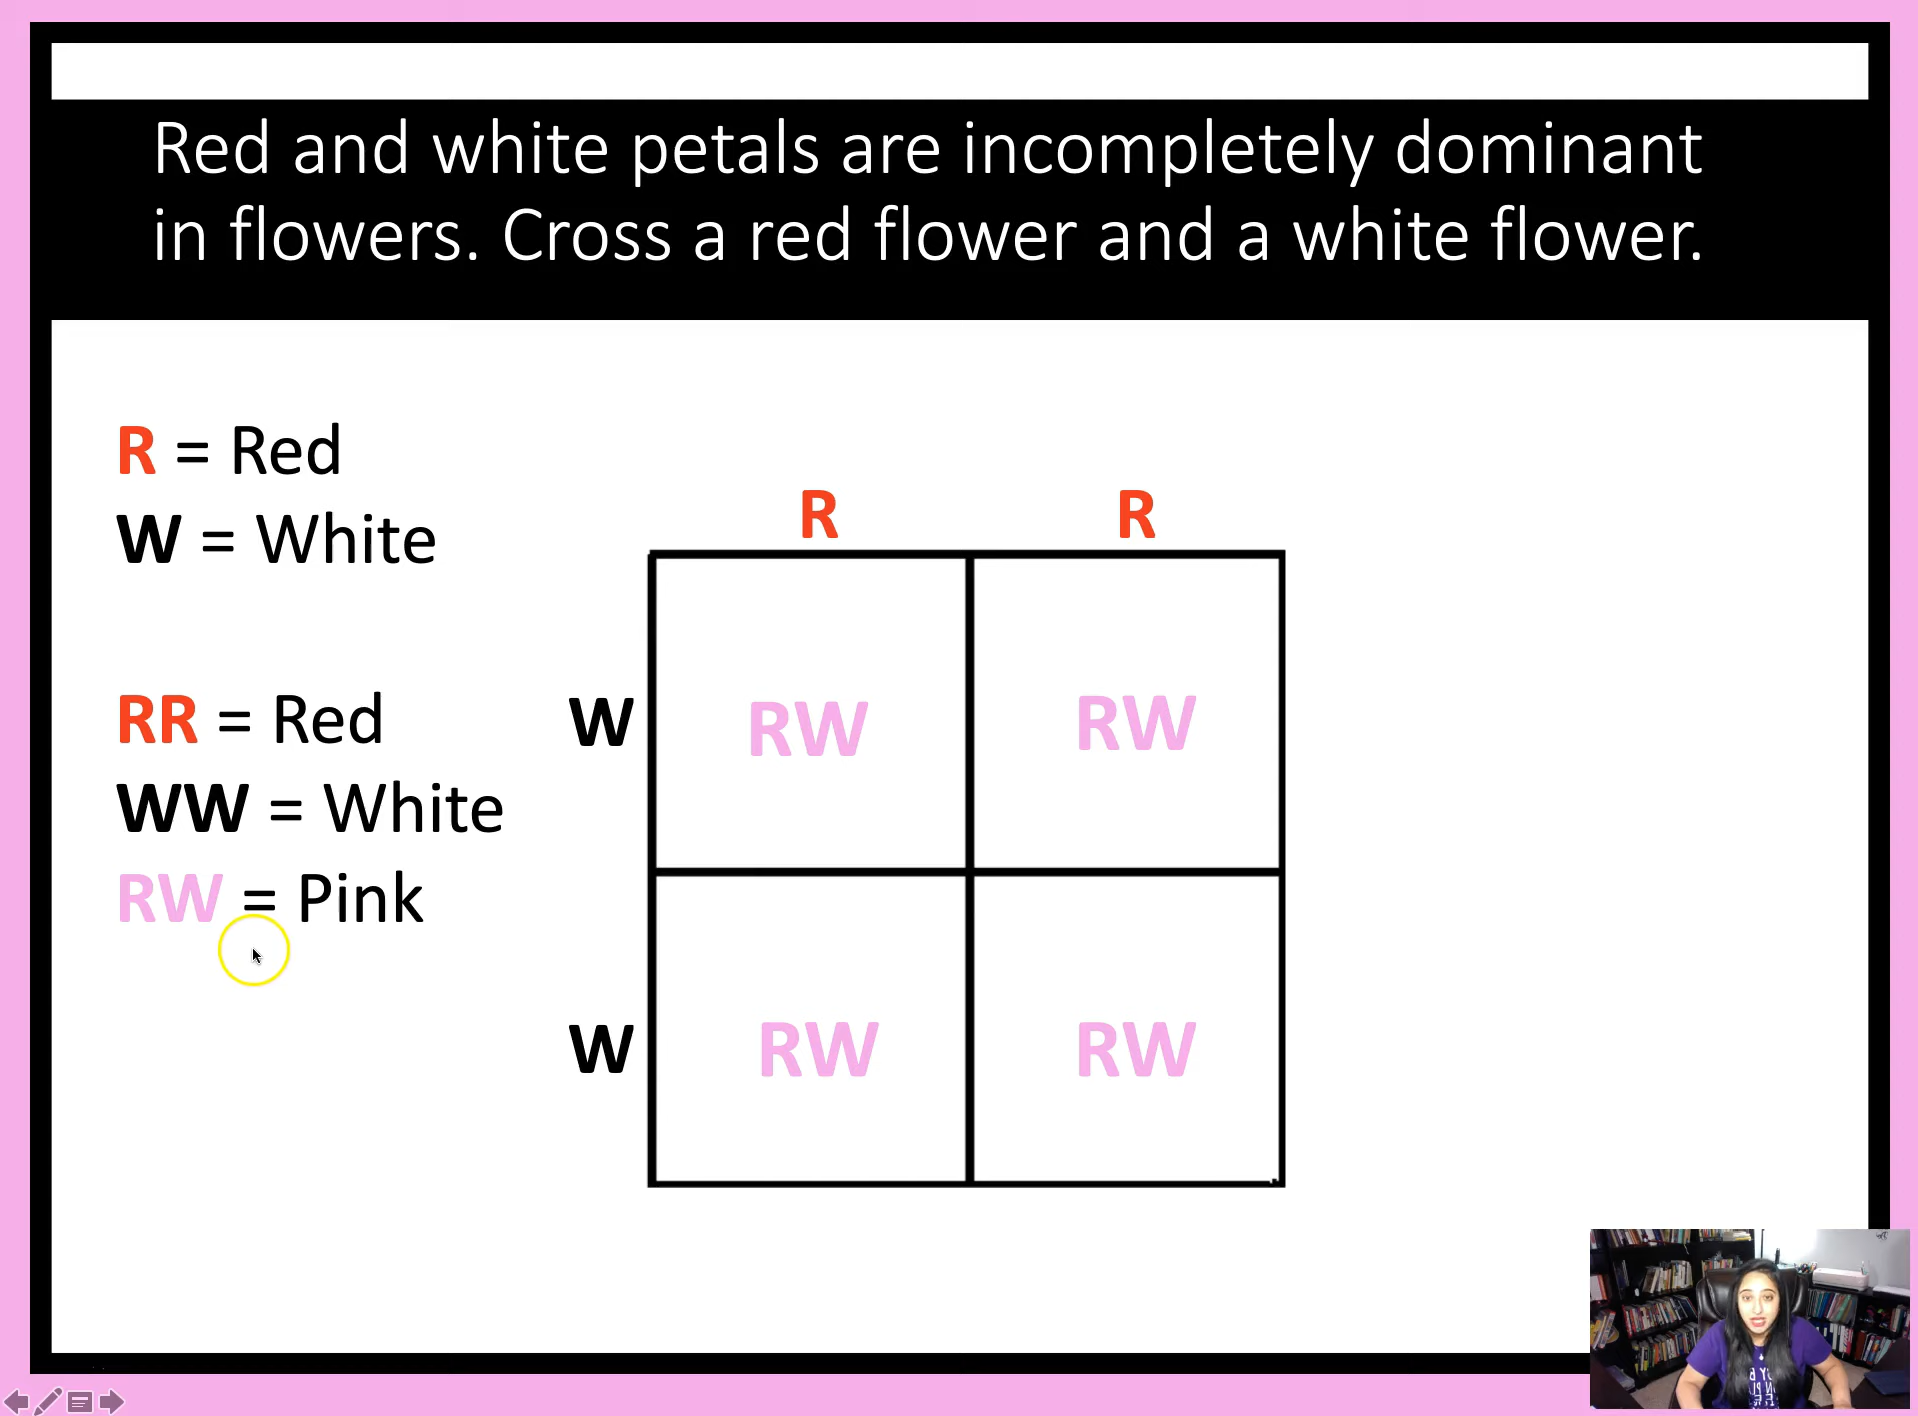 Red and white petals are incompletely dominant
in flowers. Cross a red flower and a white flower.
R = Red
W = White
RR = Red
WW = White
RW = Pink
R R
W RW RW
W RW RW